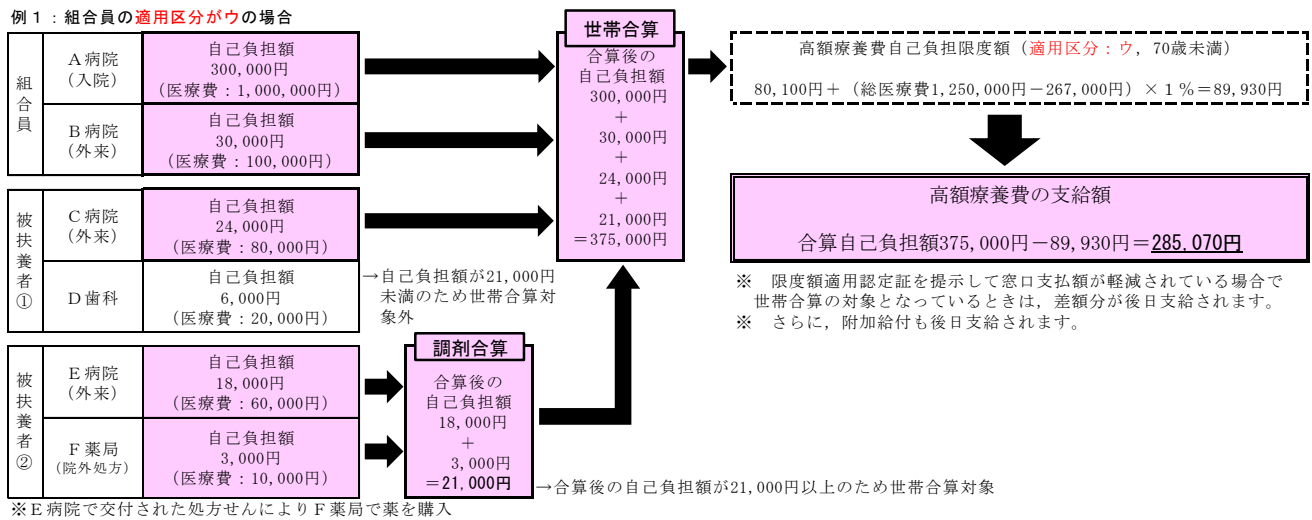 例1：組合員の適用区分がウの場合
組合員
A病院
（入院）
自己負担額
300,000円
（医療費：1,000,000円）
B病院
（外来）
自己負担額
30,000円
（医療費：100,000円）
被扶養者①
C病院
（外来）
自己負担額
24,000円
（医療費：80,000円）
D歯科
自己負担額
6,000円
（医療費：20,000円）
→自己負担額が21,000円
未満のため世帯合算対
象外
被扶養者②
E病院
（外来）
自己負担額
18,000円
（医療費：60,000円）
F薬局
（院外処方）
自己負担額
3,000円
（医療費：10,000円）
※E病院で交付された処方せんによりF薬局で薬を購入
調剤合算
合算後の
自己負担額
18,000円
＋
3,000円
＝21,000円
→合算後の自己負担額が21,000円以上のため世帯合算対象
世帯合算
合算後の
自己負担額
300,000円
＋
30,000円
＋
24,000円
＋
21,000円
＝375,000円
高額療養費自己負担限度額（適用区分：ウ，70歳未満）
80,100円＋（総医療費1,250,000円－267,000円）×1％＝89,930円
高額療養費の支給額
合算自己負担額375,000円－89,930円＝285,070円
※　限度額適用認定証を提示して窓口支払額が軽減されている場合で
世帯合算の対象となっているときは，差額分が後日支給されます。
※　さらに，附加給付も後日支給されます。